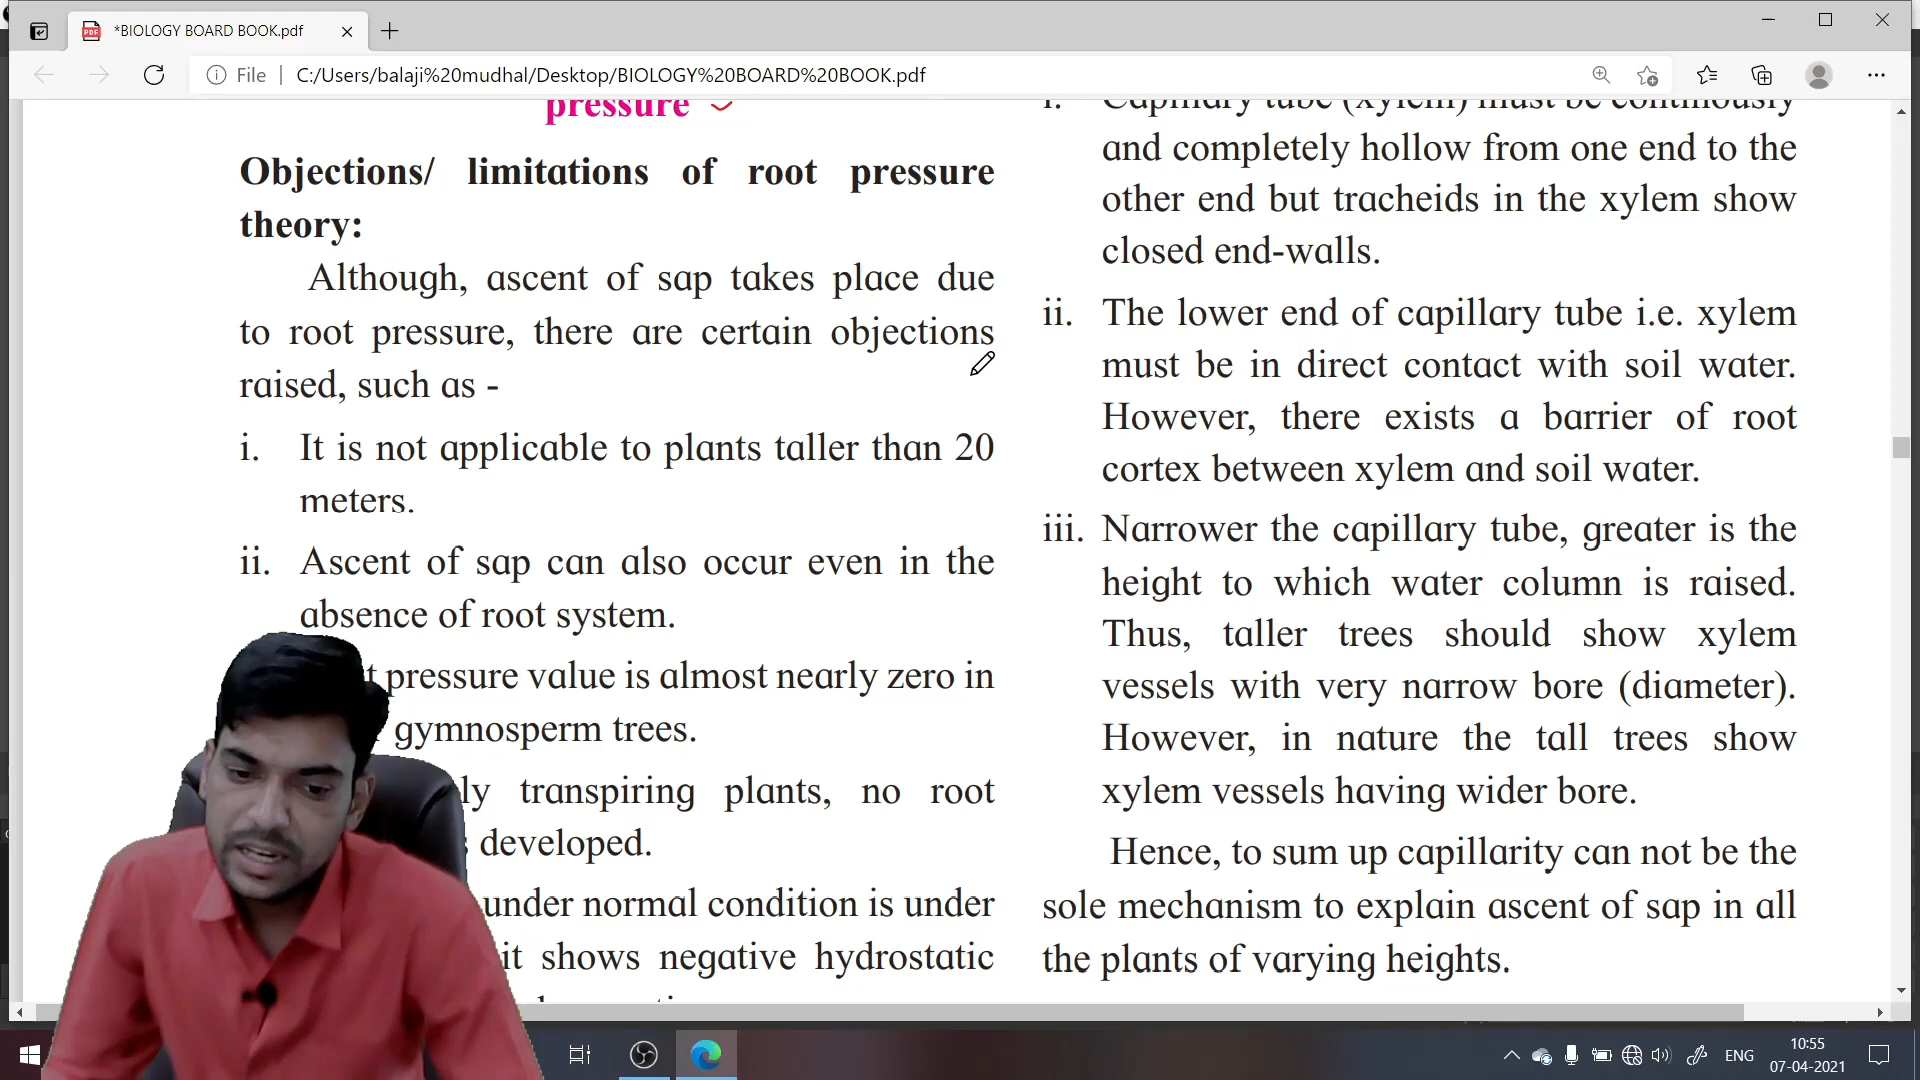 *BIOLOGY BOARD BOOK.pdf
File
C:/Users/balaji%20mudhal/Desktop/BIOLOGY%20BOARD%20BOOK.pdf
pressure
Objections/ limitations of root pressure
theory:
Although, ascent of sap takes place due
to root pressure, there are certain objections
raised, such as -
i. It is not applicable to plants taller than 20
meters.
ii. Ascent of sap can also occur even in the
absence of root system.
pressure value is almost nearly zero in
gymnosperm trees.
ly transpiring plants, no root
developed.
under normal condition is under
it shows negative hydrostatic
i. Capillary tube (xylem) must be continously
and completely hollow from one end to the
other end but tracheids in the xylem show
closed end-walls.
ii. The lower end of capillary tube i.e. xylem
must be in direct contact with soil water.
However, there exists a barrier of root
cortex between xylem and soil water.
iii. Narrower the capillary tube, greater is the
height to which water column is raised.
Thus, taller trees should show xylem
vessels with very narrow bore (diameter).
However, in nature the tall trees show
xylem vessels having wider bore.
Hence, to sum up capillarity can not be the
sole mechanism to explain ascent of sap in all
the plants of varying heights.
ENG
10:55
07-04-2021